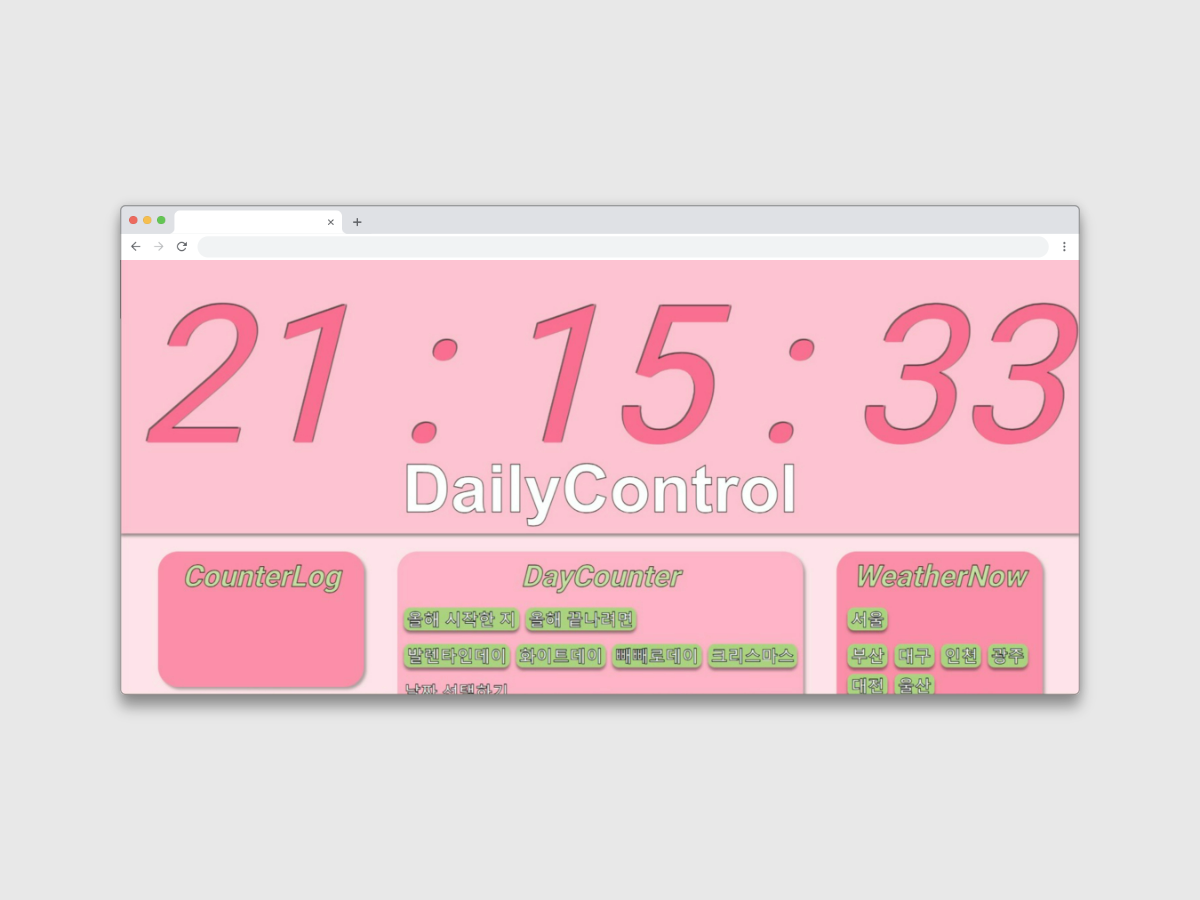 21 : 15 : 33
DailyControl
CounterLog
DayCounter
올해 시작한 지 올해 끝나려면
발렌타인데이 화이트데이 빼빼로데이 크리스마스
날짜 선택하기
WeatherNow
서울
부산 대구 인천 광주
대전 울산